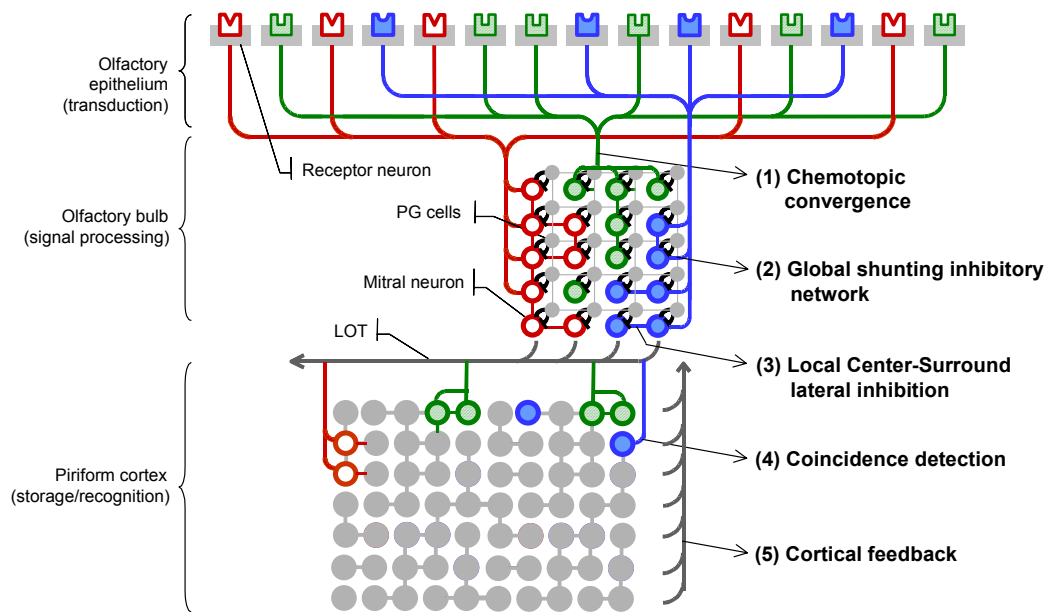 Olfactory
epithelium
(transduction)
Receptor neuron
Olfactory bulb
(signal processing)
PG cells
Mitral neuron
LOT
(1) Chemotopic
convergence
(2) Global shunting inhibitory
network
(3) Local Center-Surround
lateral inhibition
Piriform cortex
(storage/recognition)
(4) Coincidence detection
(5) Cortical feedback